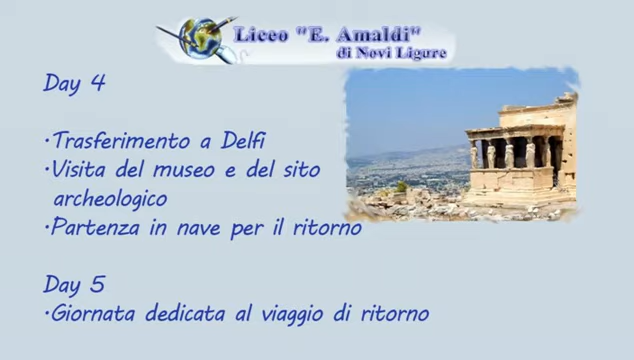 Liceo "E. Amaldi"
di Novi Ligure
Day 4
•Trasferimento a Delfi
•Visita del museo e del sito
archeologico
•Partenza in nave per il ritorno
Day 5
•Giornata dedicata al viaggio di ritorno